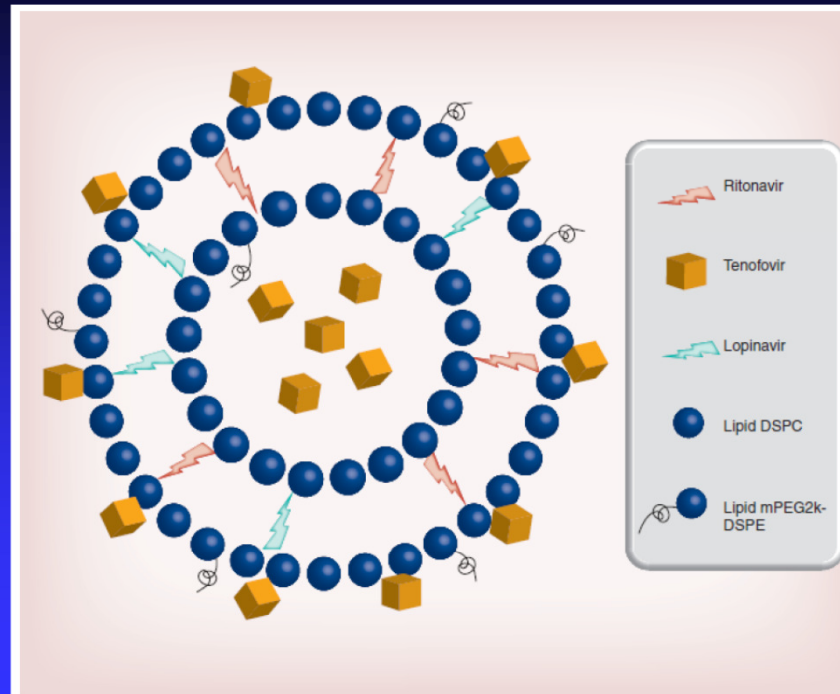 Ritonavir
Tenofovir
Lopinavir
Lipid DSPC
Lipid mPEG2k-
DSPE